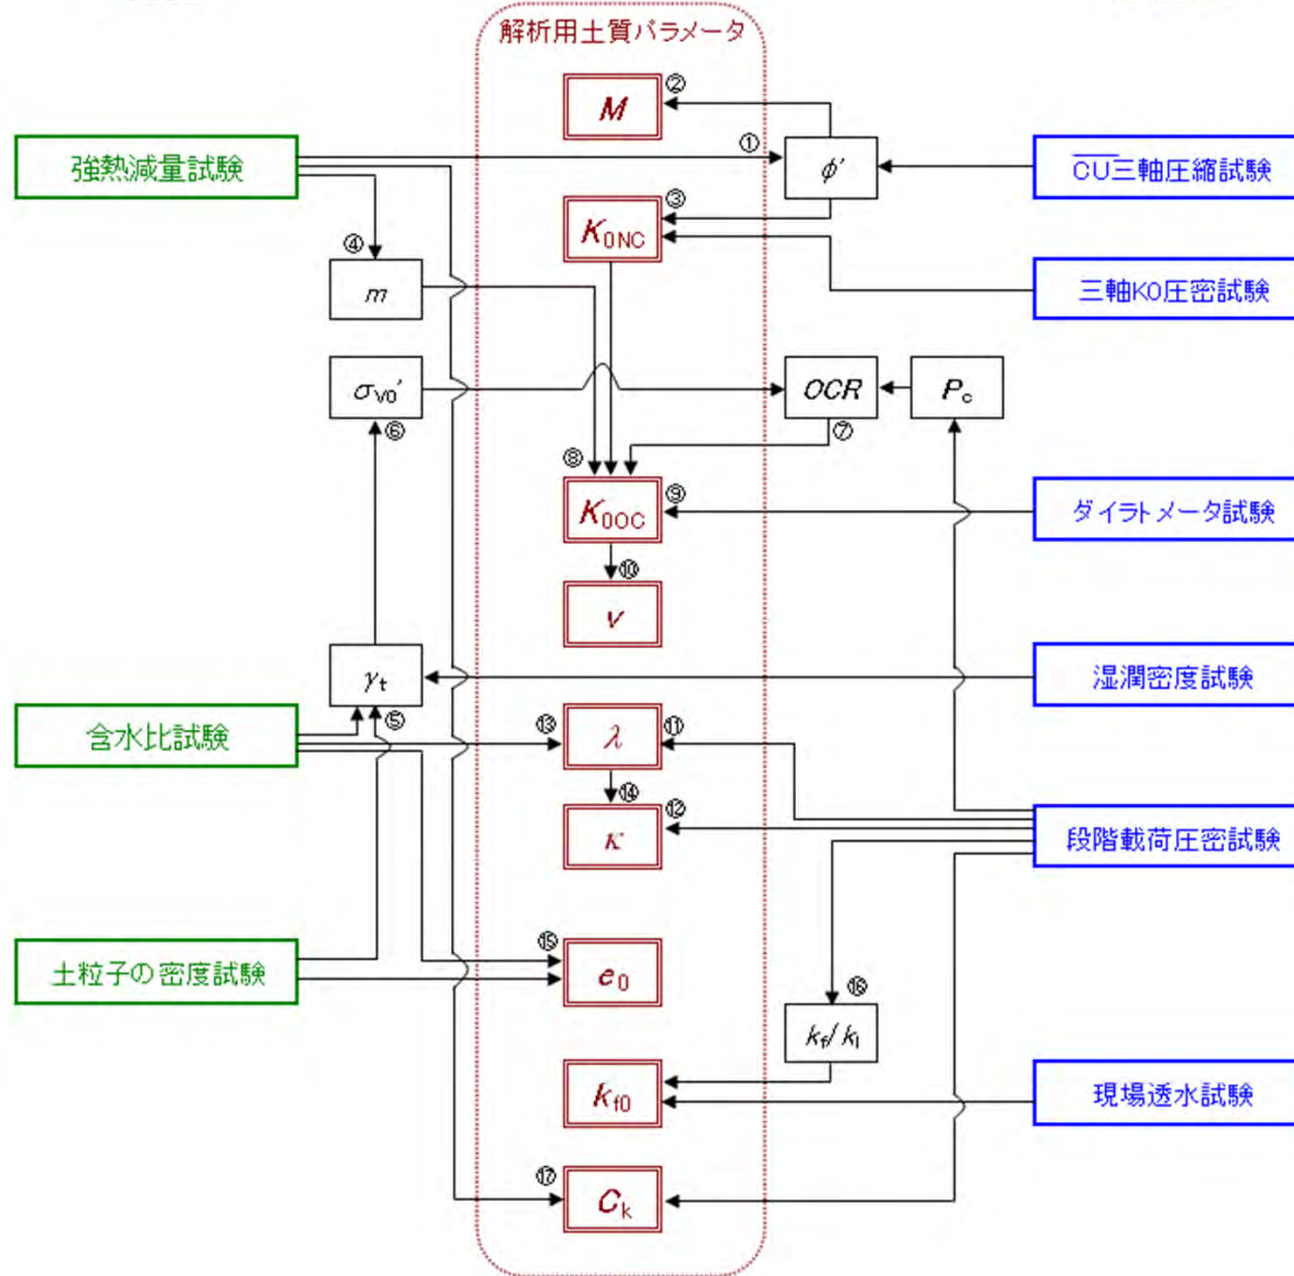 解析用土質パラメータ
②
M
①
強熱減量試験
φ'
CU三軸圧縮試験
③
K0NC
④
m
三軸K0圧密試験
σv0'
OCR
Pc
⑥
⑦
⑧
⑨
K0OC
ダイラトメータ試験
⑩
ν
γt
湿潤密度試験
⑤
⑬
⑪
含水比試験
λ
⑭
⑫
κ
段階載荷圧密試験
⑮
土粒子の密度試験
e0
⑯
kf/kl
kf0
現場透水試験
⑰
Ck